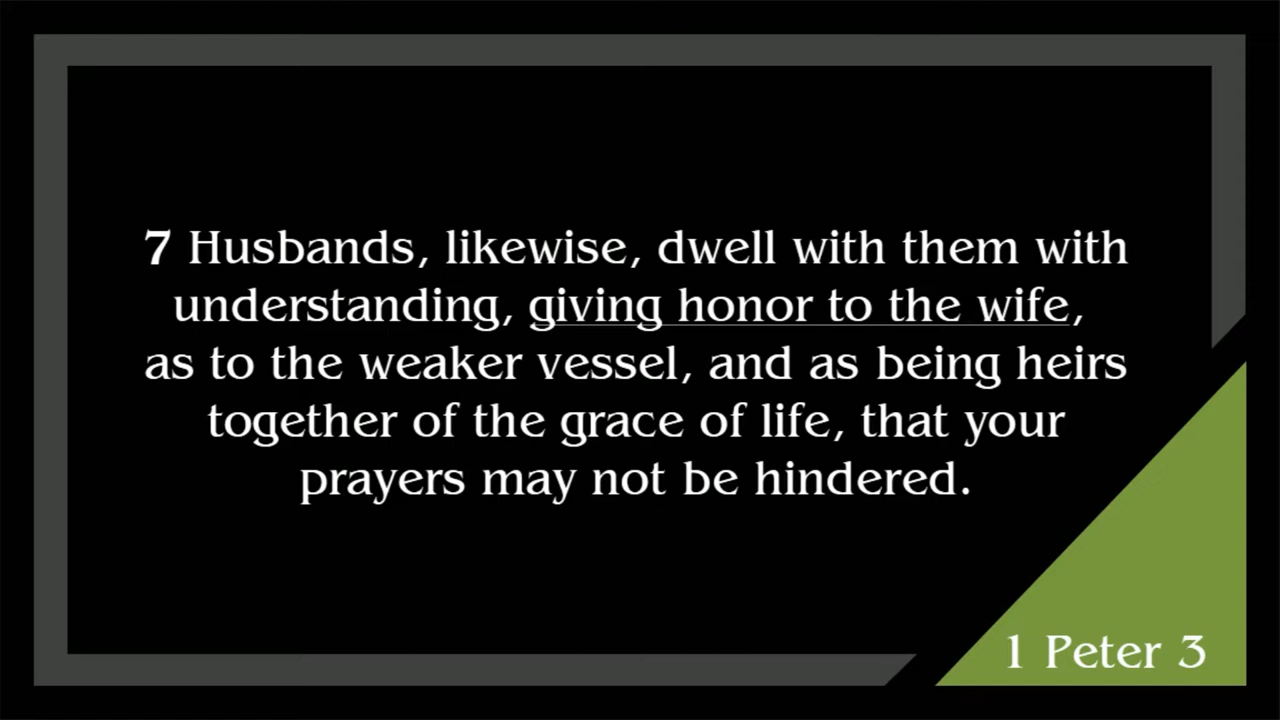 7 Husbands, likewise, dwell with them with
understanding, giving honor to the wife,
as to the weaker vessel, and as being heirs
together of the grace of life, that your
prayers may not be hindered.
1 Peter 3